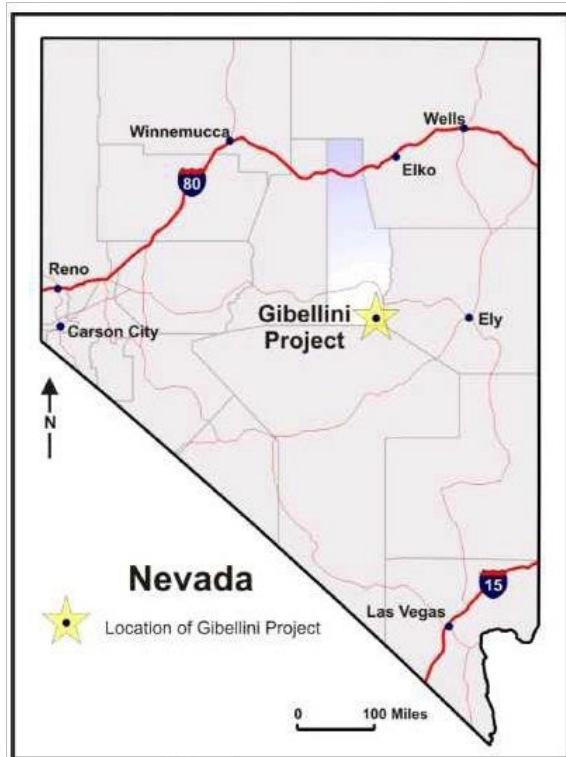 Wells
Winnemucca
Elko
80
Reno
Gibellini
Project
Ely
Carson City
N
Nevada
15
Location of Gibellini Project
Las Vegas
0 100 Miles